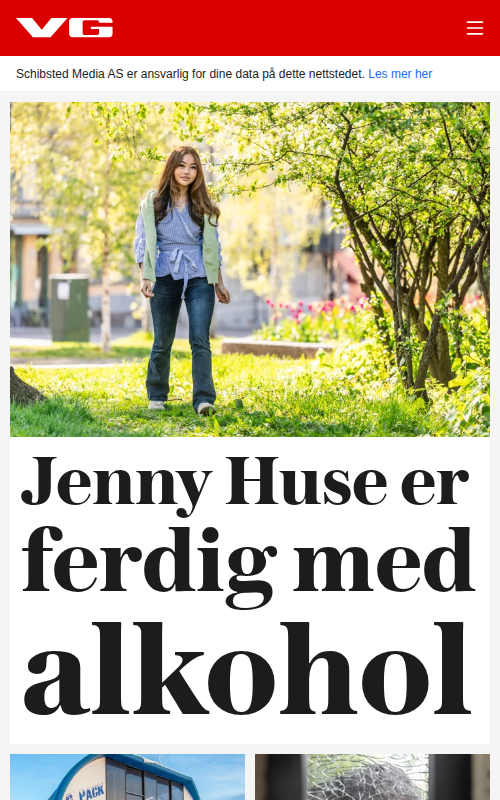 VG
Schibsted Media AS er ansvarlig for dine data på dette nettstedet. Les mer her
Jenny Huse er
ferdig med
alkohol
PACK